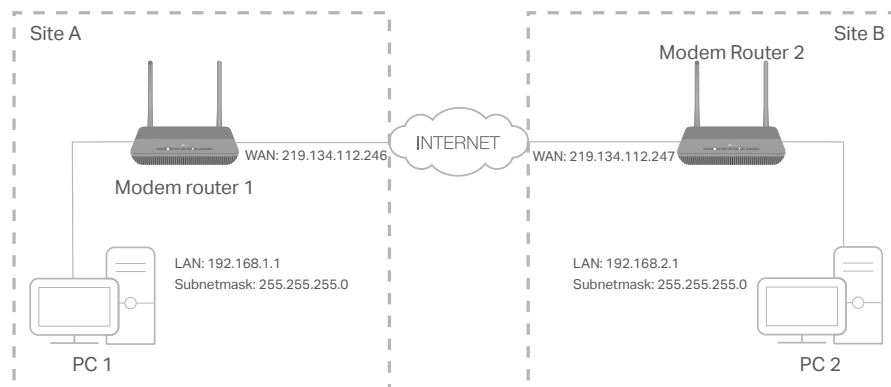 Site A
Modem router 1
WAN: 219.134.112.246
LAN: 192.168.1.1
Subnetmask: 255.255.255.0
PC 1
INTERNET
Site B
Modem Router 2
WAN: 219.134.112.247
LAN: 192.168.2.1
Subnetmask: 255.255.255.0
PC 2